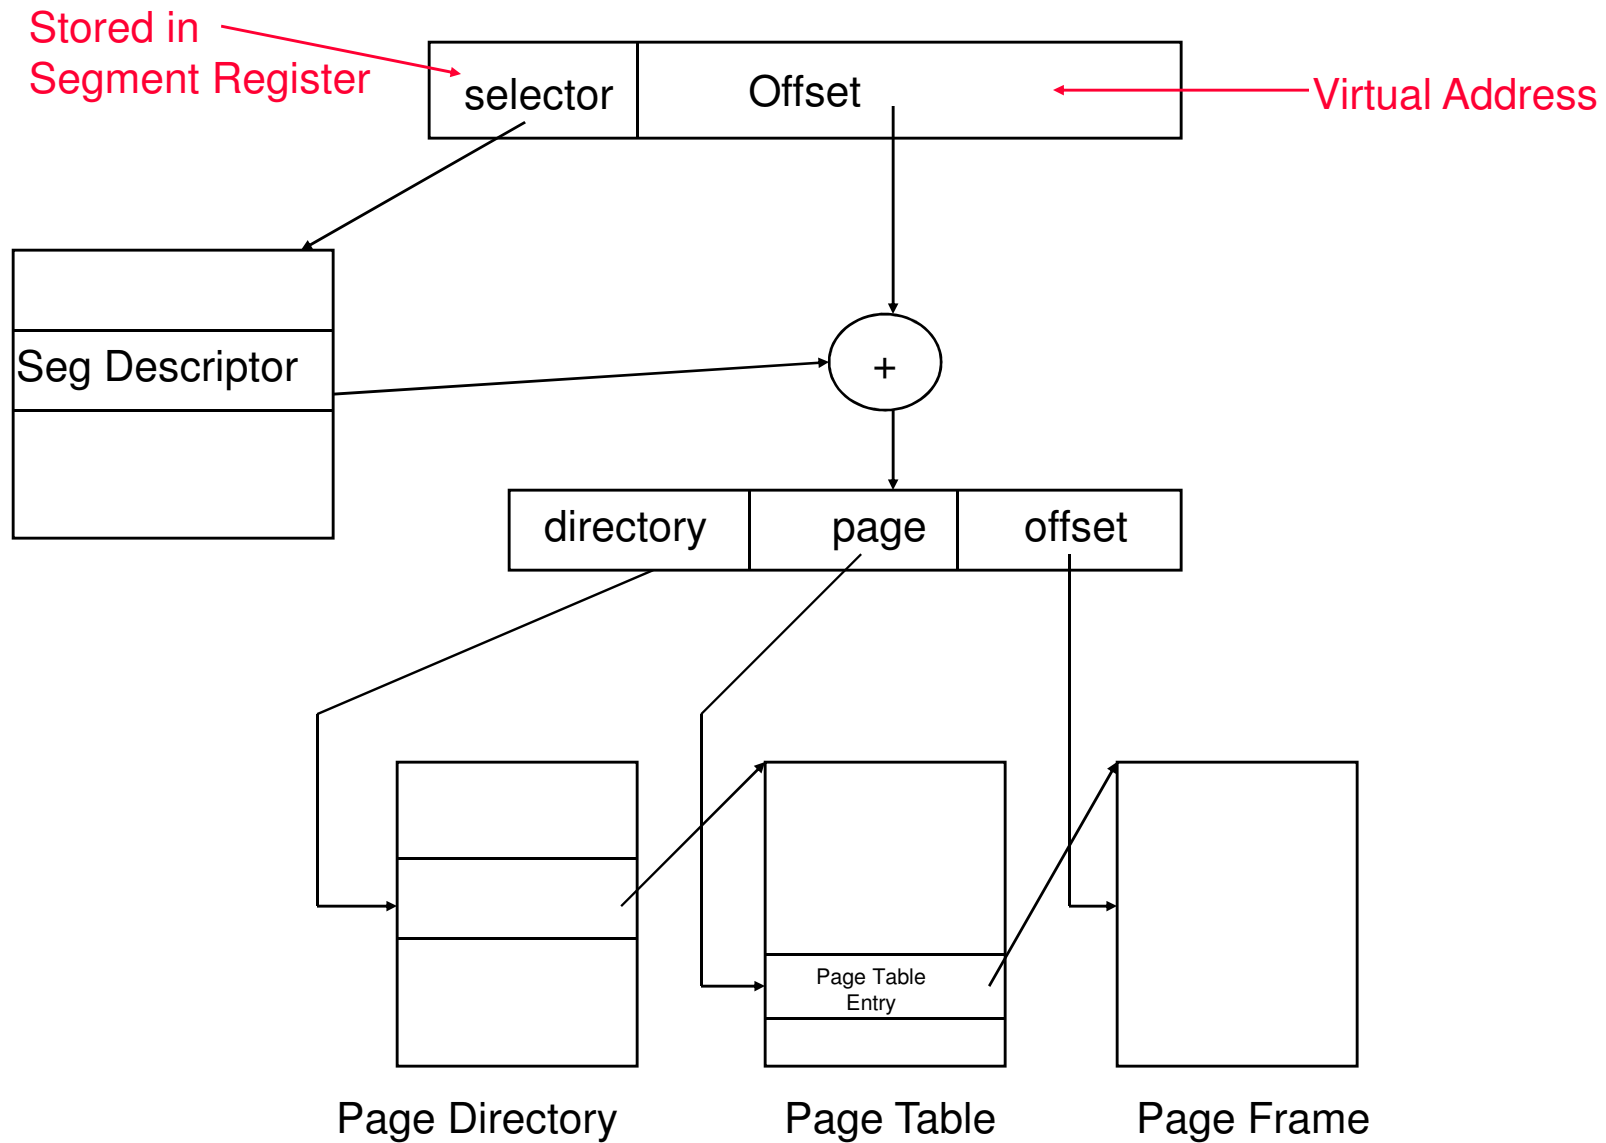 Stored in
Segment Register
selector
Offset
Virtual Address
Seg Descriptor
+
directory
page
offset
Page Table
Entry
Page Directory
Page Table
Page Frame